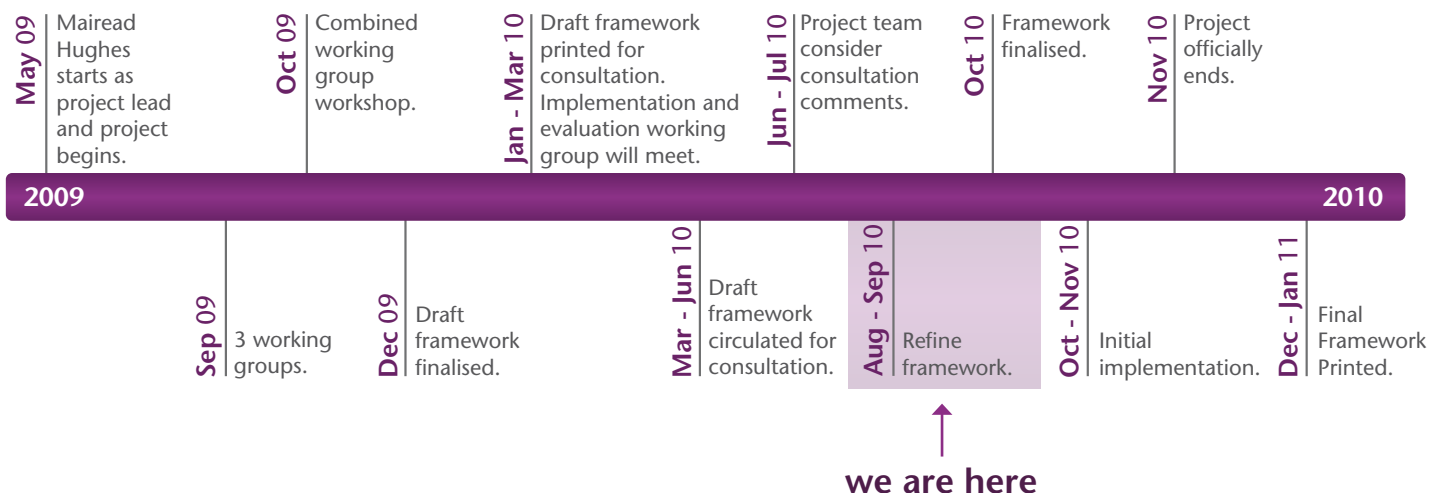 May 09
Mairead
Hughes
starts as
project lead
and project
begins.
Oct 09
Combined
working
group
workshop.
Jan - Mar 10
Draft framework
printed for
consultation.
Implementation and
evaluation working
group will meet.
Jun - Jul 10
Project team
consider
consultation
comments.
Oct 10
Framework
finalised.
Nov 10
Project
officially
ends.
2009
2010
Sep 09
3 working
groups.
Dec 09
Draft
framework
finalised.
Mar - Jun 10
Draft
framework
circulated for
consultation.
Aug - Sep 10
Refine
framework.
Oct - Nov 10
Initial
implementation.
Dec - Jan 11
Final
Framework
Printed.
we are here